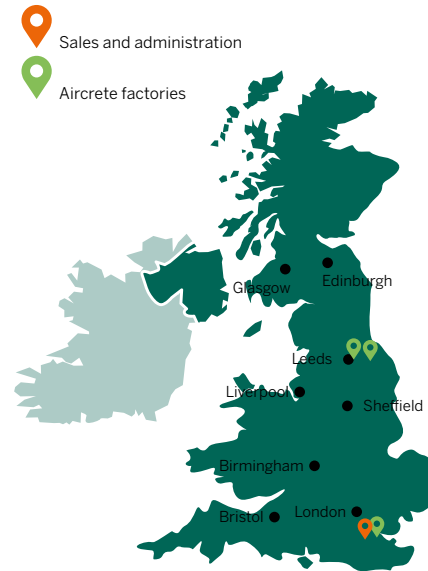 Sales and administration
Aircrete factories
Glasgow
Edinburgh
Leeds
Liverpool
Sheffield
Birmingham
Bristol
London